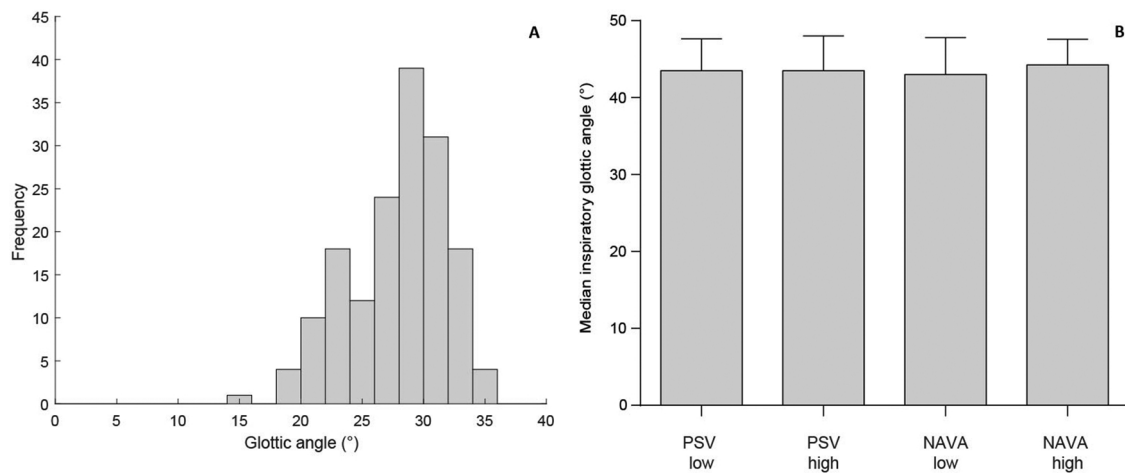 A
45
40
35
30
25
20
15
10
5
0
Frequency
0 5 10 15 20 25 30 35 40
Glottic angle (°)
B
50
40
30
20
10
0
Median inspiratory glottic angle (°)
PSV low
PSV high
NAVA low
NAVA high